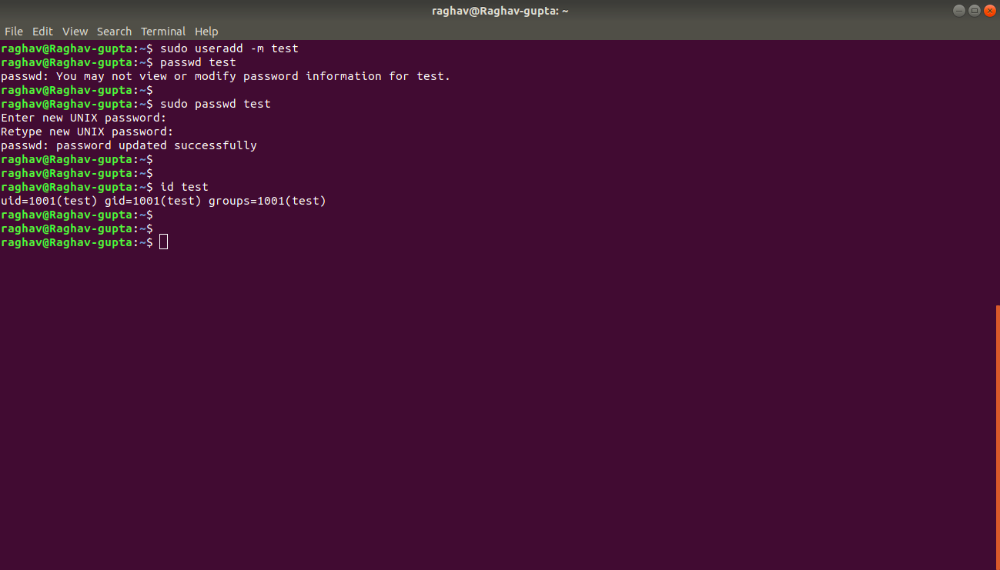 raghav@Raghav-gupta: ~
File Edit View Search Terminal Help
raghav@Raghav-gupta:~$ sudo useradd -m test
raghav@Raghav-gupta:~$ passwd test
passwd: You may not view or modify password information for test.
raghav@Raghav-gupta:~$
raghav@Raghav-gupta:~$ sudo passwd test
Enter new UNIX password:
Retype new UNIX password:
passwd: password updated successfully
raghav@Raghav-gupta:~$
raghav@Raghav-gupta:~$
raghav@Raghav-gupta:~$ id test
uid=1001(test) gid=1001(test) groups=1001(test)
raghav@Raghav-gupta:~$
raghav@Raghav-gupta:~$
raghav@Raghav-gupta:~$